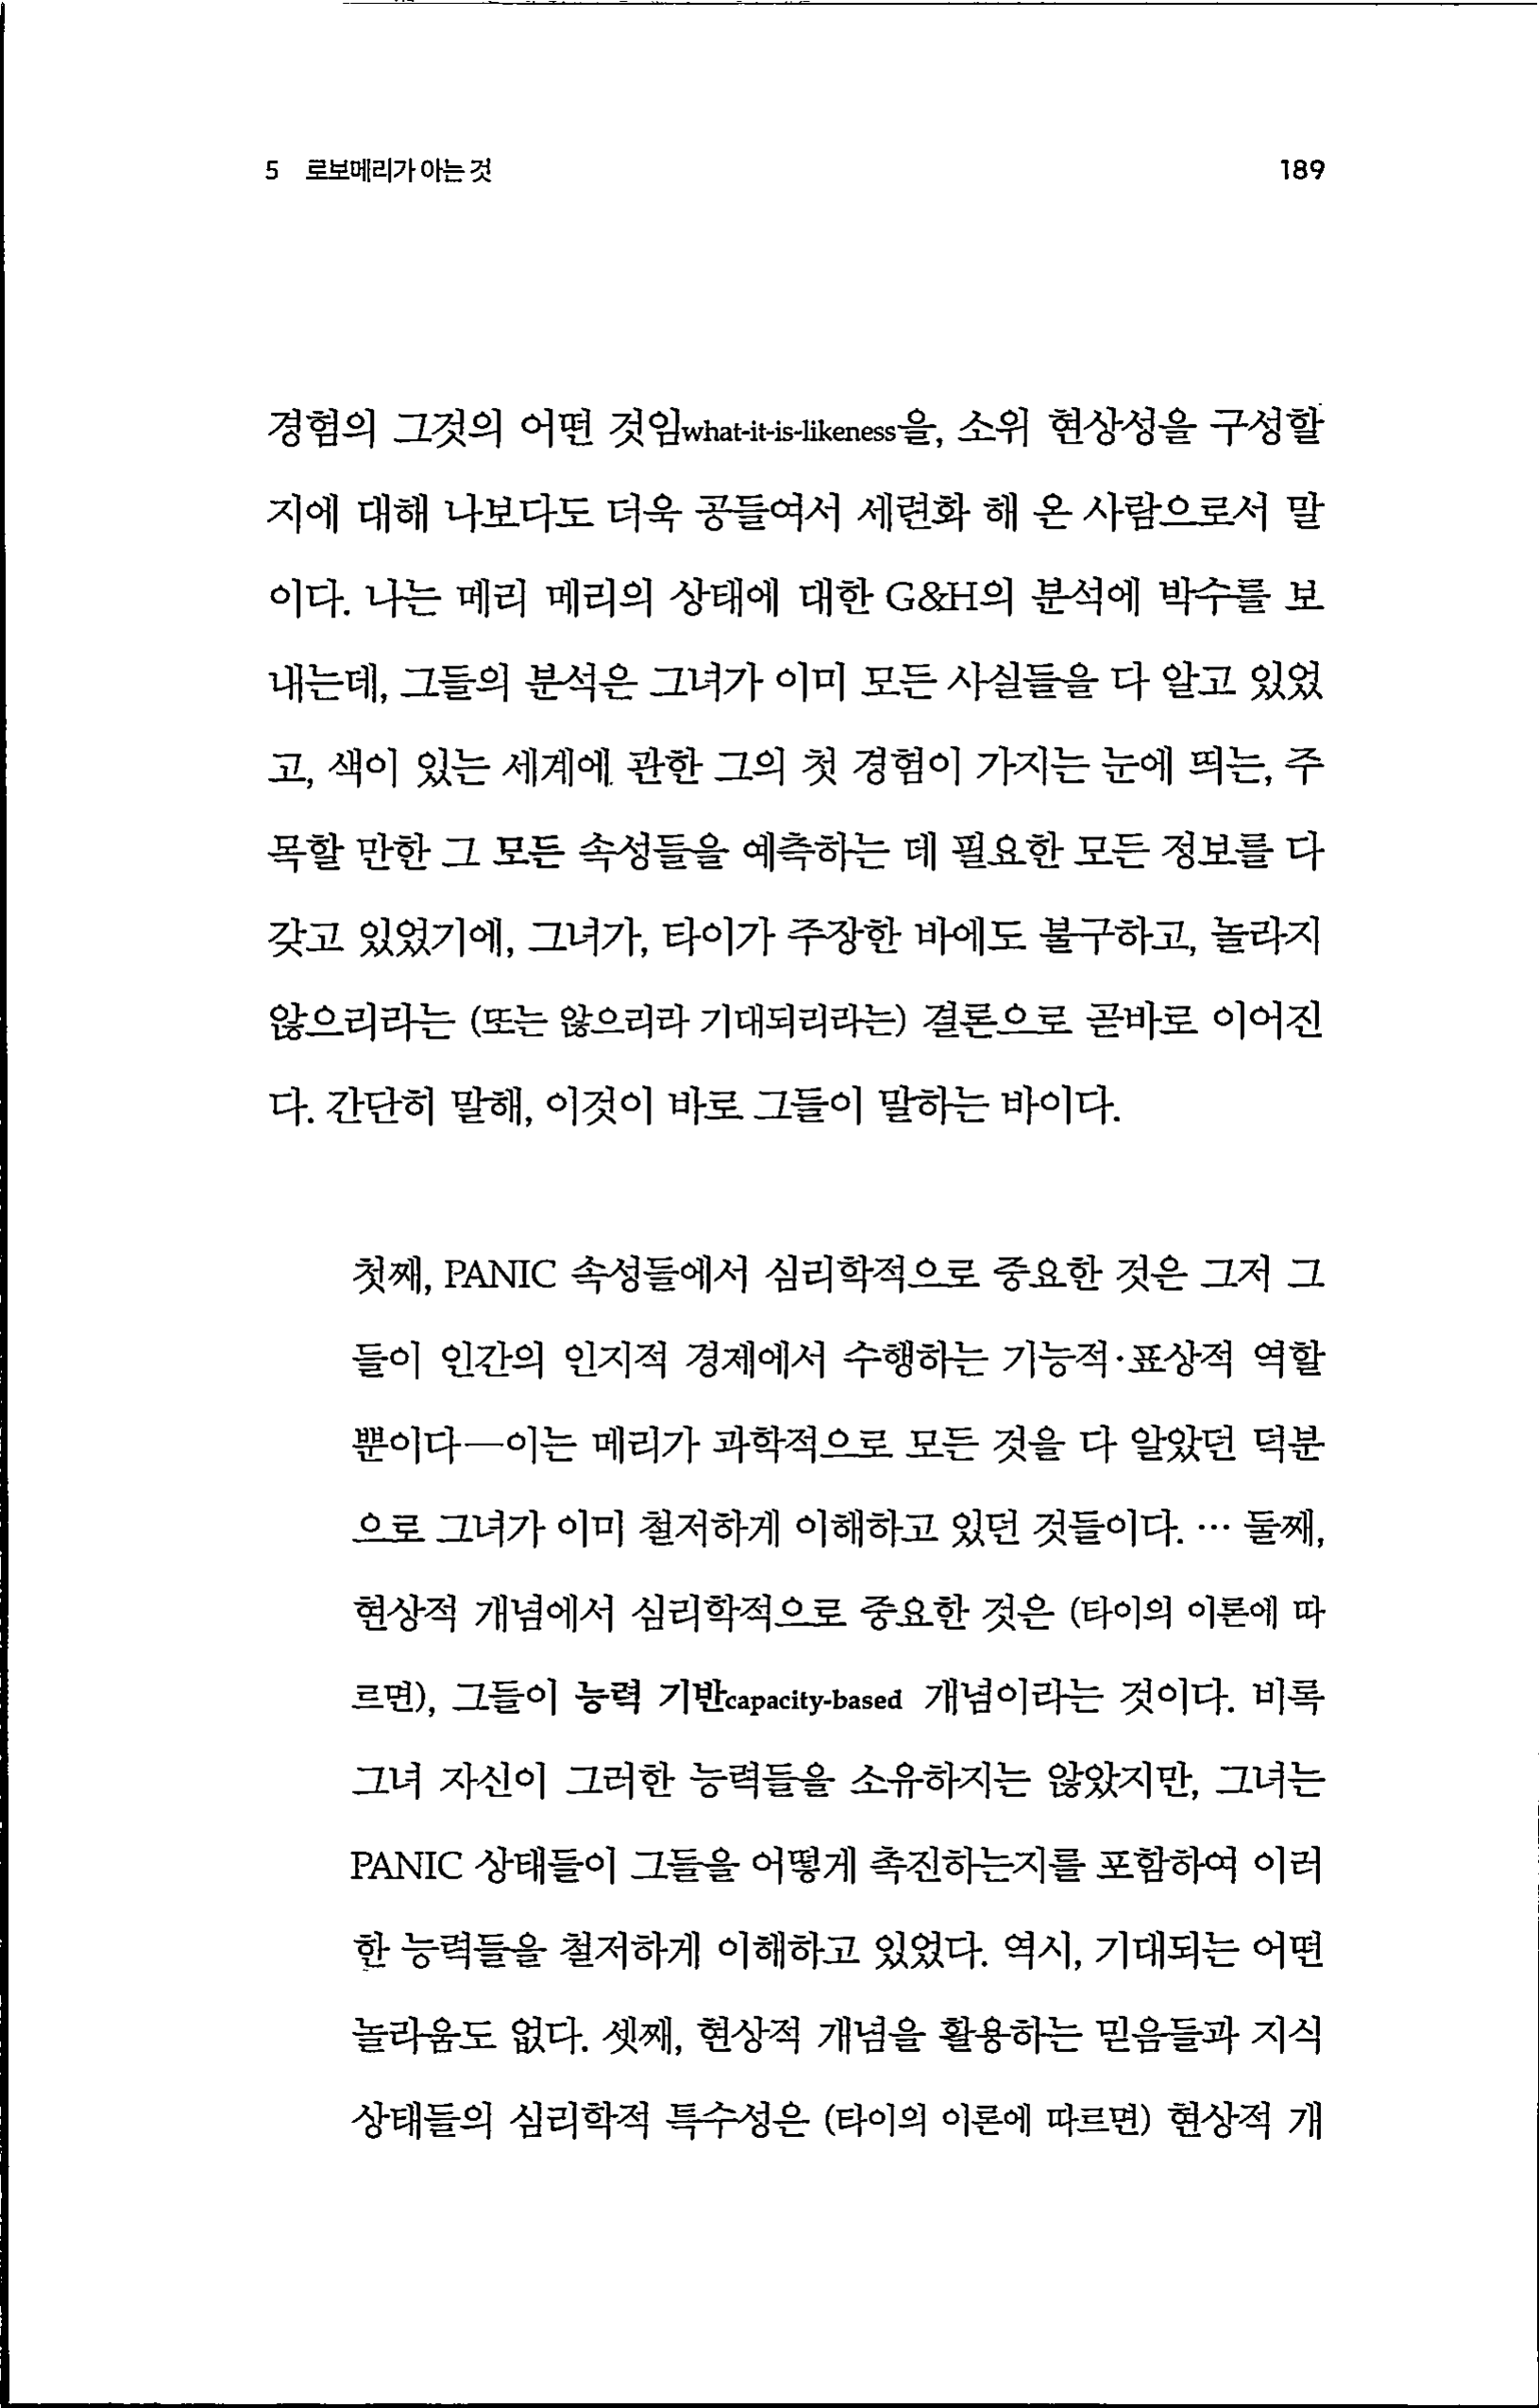 5 로보메리가 아는 것 189
경험의 그것의 어떤 것임what-it-is-likeness을, 소위 현상성을 구성할
지에 대해 나보다도 더욱 공들여서 세련화 해 온 사람으로서 말
이다. 나는 메리 메리의 상태에 대한 G&H의 분석에 박수를 보
내는데, 그들의 분석은 그녀가 이미 모든 사실들을 다 알고 있었
고, 색이 있는 세계에 관한 그의 첫 경험이 가지는 눈에 띄는, 주
목할 만한 그 모든 속성들을 예측하는 데 필요한 모든 정보를 다
갖고 있었기에, 그녀가, 타이가 주장한 바에도 불구하고, 놀라지
않으리라는 (또는 않으리라 기대되리라는) 결론으로 곧바로 이어진
다. 간단히 말해, 이것이 바로 그들이 말하는 바이다.
첫째, PANIC 속성들에서 심리학적으로 중요한 것은 그저 그
들이 인간의 인지적 경제에서 수행하는 기능적·표상적 역할
뿐이다—이는 메리가 과학적으로 모든 것을 다 알았던 덕분
으로 그녀가 이미 철저하게 이해하고 있던 것들이다. … 둘째,
현상적 개념에서 심리학적으로 중요한 것은 (타이의 이론에 따
르면), 그들이 능력 기반capacity-based 개념이라는 것이다. 비록
그녀 자신이 그러한 능력들을 소유하지는 않았지만, 그녀는
PANIC 상태들이 그들을 어떻게 촉진하는지를 포함하여 이러
한 능력들을 철저하게 이해하고 있었다. 역시, 기대되는 어떤
놀라움도 없다. 셋째, 현상적 개념을 활용하는 믿음들과 지식
상태들의 심리학적 특수성은 (타이의 이론에 따르면) 현상적 개